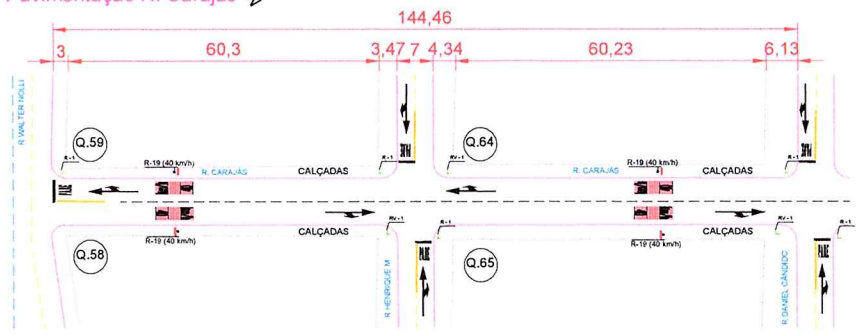 Pavimentação R. Carajás
144,46
3 60,3 3,47 7 4,34 60,23 6,13
R. WALTER NOLLI
Q.59
R-1
R-19 (40 km/h)
R. CARAJÁS
CALÇADAS
R-1
PARE
Q.64
RV-1
R. CARAJÁS
R-19 (40 km/h)
CALÇADAS
R-1
PARE
PARE
R-19 (40 km/h)
CALÇADAS
RV-1
R-1
R-19 (40 km/h)
CALÇADAS
RV-1
R-1
Q.58
R. HENRIQUE M
PARE
Q.65
R. DANIEL CÂNDIDO
PARE